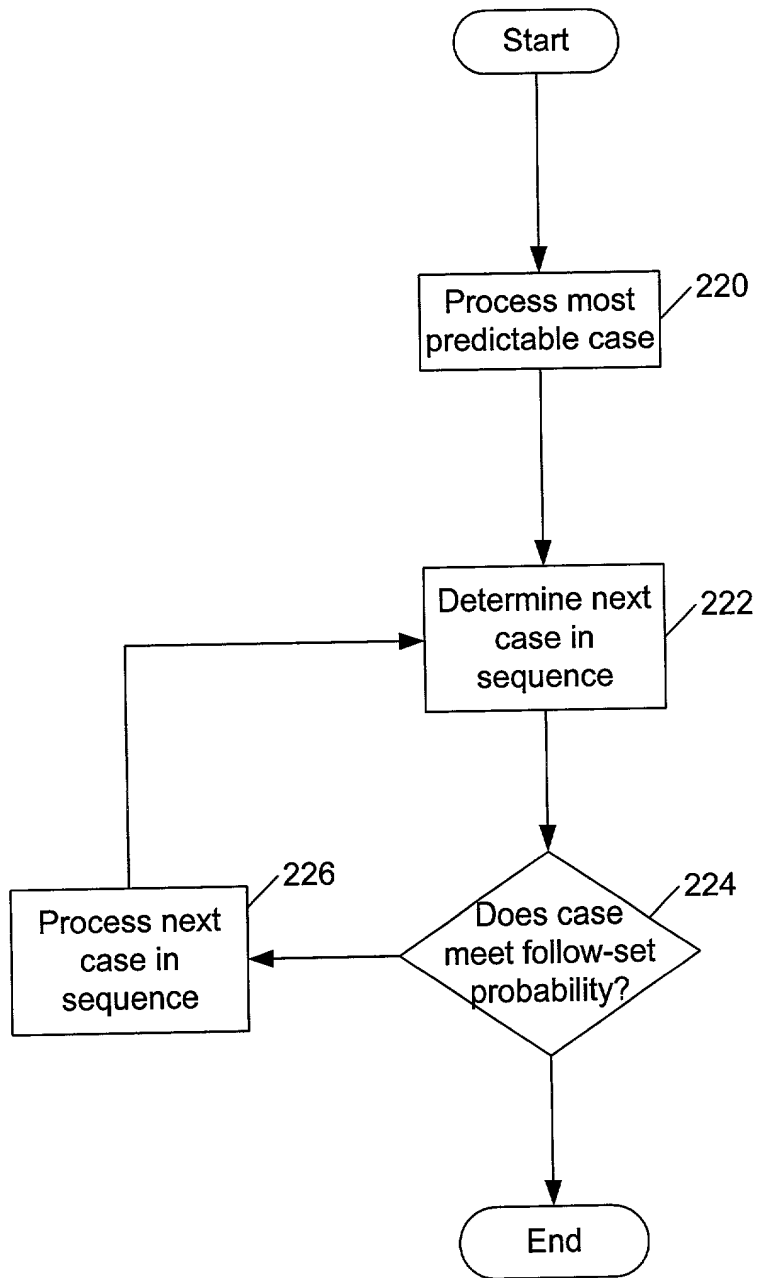 Start
Process most
predictable case
220
Determine next
case in
sequence
222
Does case
meet follow-set
probability?
224
Process next
case in
sequence
226
End